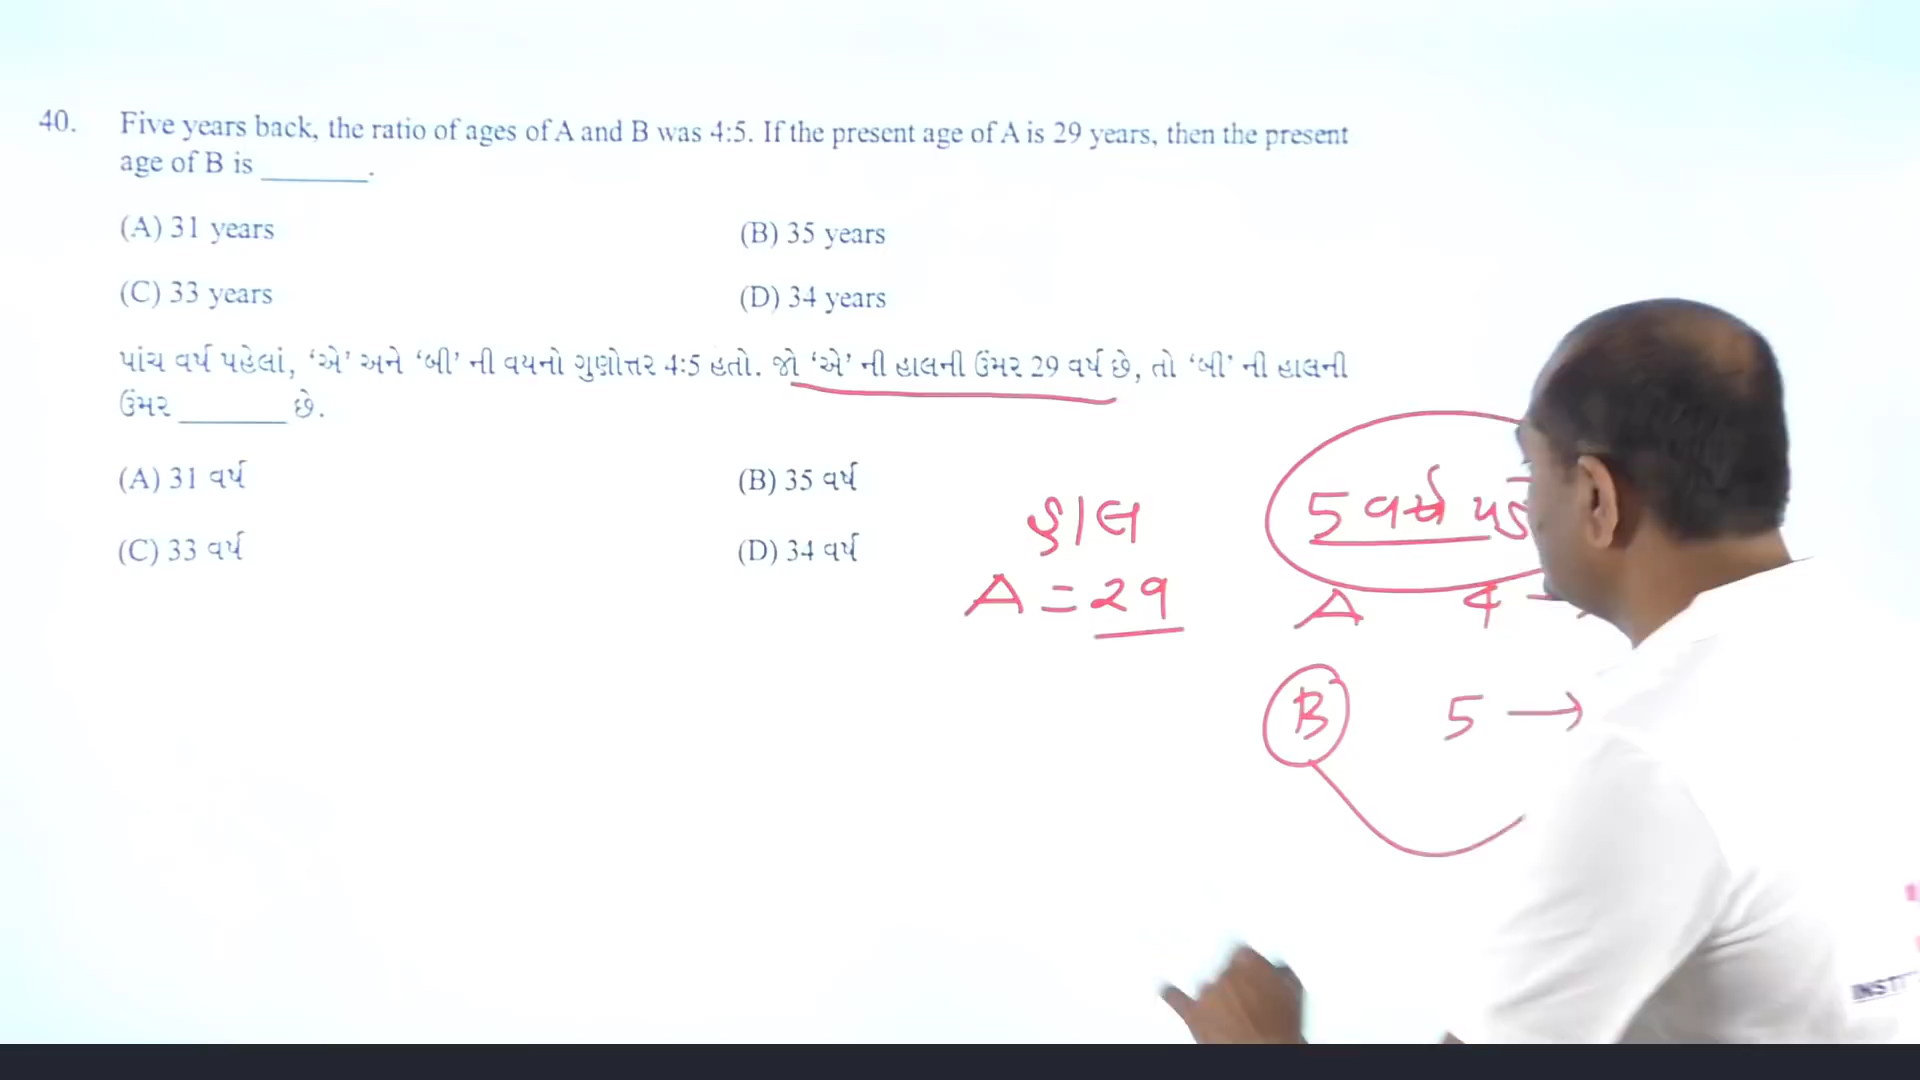 40. Five years back, the ratio of ages of A and B was 4:5. If the present age of A is 29 years, then the present
age of B is _______.
(A) 31 years (B) 35 years
(C) 33 years (D) 34 years
પાંચ વર્ષ પહેલાં, ‘એ’ અને ‘બી’ ની વયનો ગુણોત્તર 4:5 હતો. જો ‘એ’ ની હાલની ઉંમર 29 વર્ષ છે, તો ‘બી’ ની હાલની
ઉંમર _______ છે.
(A) 31 વર્ષ (B) 35 વર્ષ
(C) 33 વર્ષ (D) 34 વર્ષ
હાલ 5 વર્ષ
A = 29 A 4
B 5 →